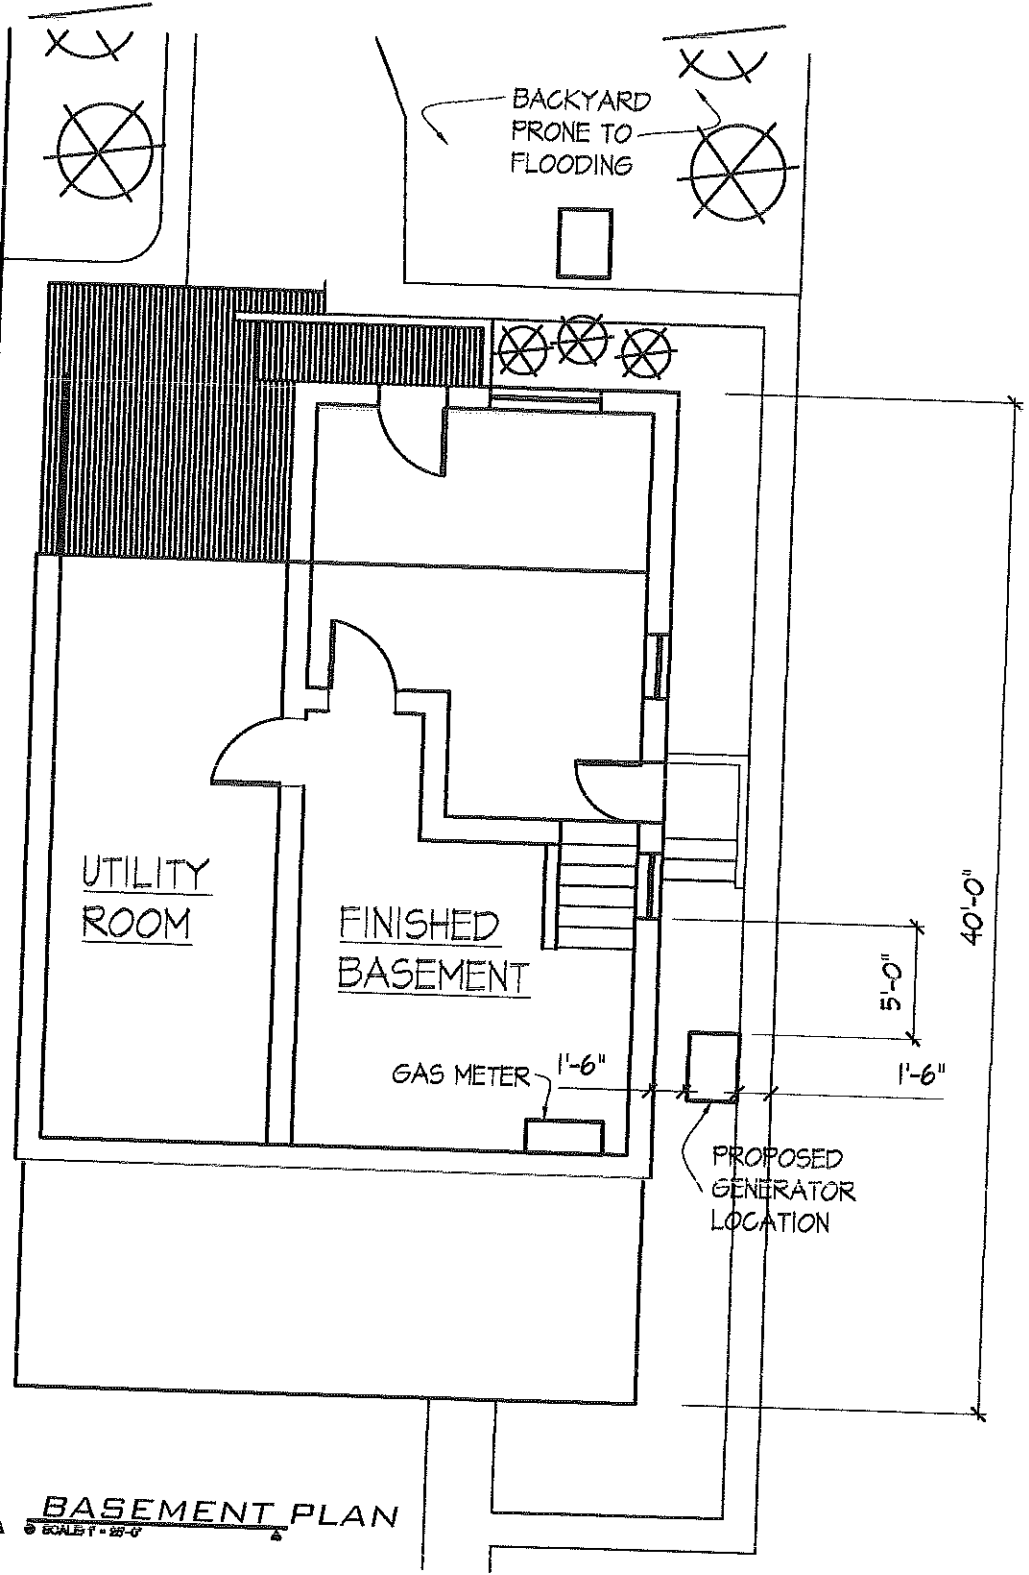 BACKYARD
PRONE TO
FLOODING
40'-0"
UTILITY
ROOM
FINISHED
BASEMENT
5'-0"
GAS METER
1'-6"
1'-6"
PROPOSED
GENERATOR
LOCATION
BASEMENT PLAN